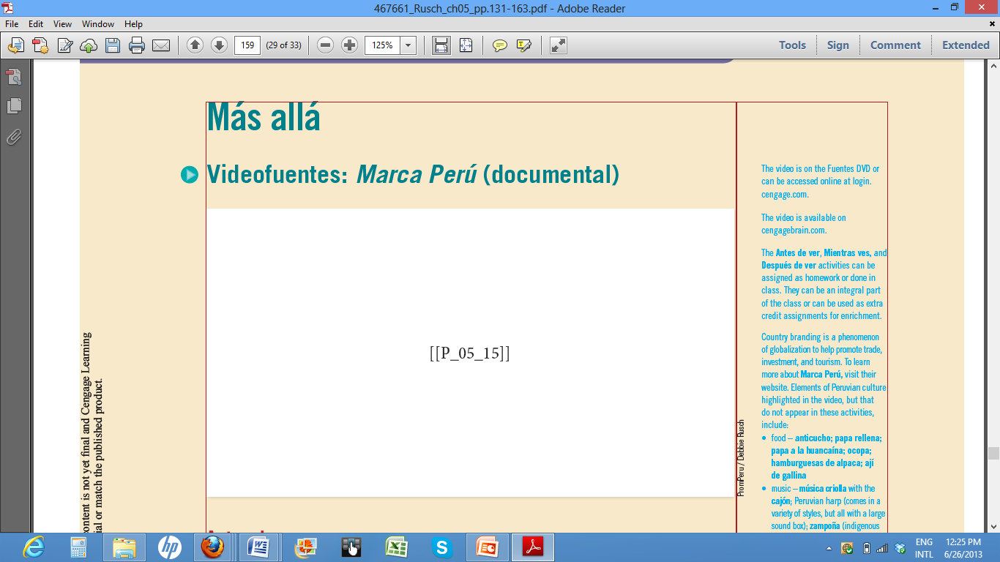 467661_Rusch_ch05_pp.131-163.pdf - Adobe Reader
File Edit View Window Help
159 (29 of 33) 125% Tools Sign Comment Extended
Más allá
Videofuentes: Marca Perú (documental)
[[P_05_15]]
The video is on the Fuentes DVD or
can be accessed online at login.
cengage.com.
The video is available on
cengagebrain.com.
The Antes de ver, Mientras ves, and
Después de ver activities can be
assigned as homework or done in
class. They can be an integral part
of the class or can be used as extra
credit assignments for enrichment.
Country branding is a phenomenon
of globalization to help promote trade,
investment, and tourism. To learn
more about Marca Perú, visit their
website. Elements of Peruvian culture
highlighted in the video, but that
do not appear in these activities,
include:
• food – anticucho; papa rellena;
papa a la huancaína; ocopa;
hamburguesas de alpaca; ají
de gallina
• music – música criolla with the
cajón; Peruvian harp (comes in a
variety of styles, but all with a large
sound box); zampoña (indigenous
PromPeru / Debbie Rusch
ontent is not yet final and Cengage Learning
ial or match the published product.
hp
ENG 12:25 PM
INTL 6/26/2013